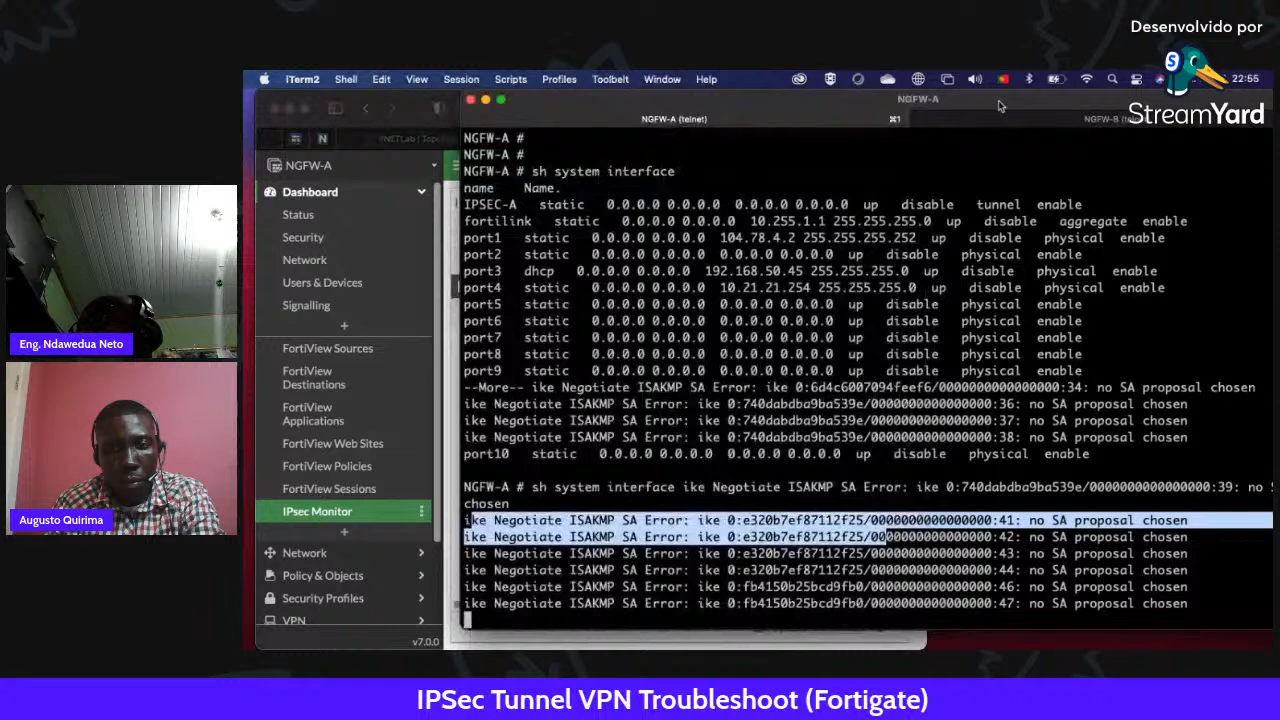 Desenvolvido por
StreamYard
iTerm2 Shell Edit View Session Scripts Profiles Toolbelt Window Help 22:55
NGFW-A
NGFW-A (telnet) ⌘1
NGFW-A
Dashboard
Status
Security
Network
Users & Devices
Signalling
+
FortiView Sources
FortiView
Destinations
FortiView
Applications
FortiView Web Sites
FortiView Policies
FortiView Sessions
IPsec Monitor
+
Network
Policy & Objects
Security Profiles
VPN
v7.0.0
NGFW-A #
NGFW-A #
NGFW-A # sh system interface
name Name.
IPSEC-A static 0.0.0.0 0.0.0.0 0.0.0.0 0.0.0.0 up disable tunnel enable
fortilink static 0.0.0.0 0.0.0.0 10.255.1.1 255.255.255.0 up disable aggregate enable
port1 static 0.0.0.0 0.0.0.0 104.78.4.2 255.255.255.252 up disable physical enable
port2 static 0.0.0.0 0.0.0.0 0.0.0.0 0.0.0.0 up disable physical enable
port3 dhcp 0.0.0.0 0.0.0.0 192.168.50.45 255.255.255.0 up disable physical enable
port4 static 0.0.0.0 0.0.0.0 10.21.21.254 255.255.255.0 up disable physical enable
port5 static 0.0.0.0 0.0.0.0 0.0.0.0 0.0.0.0 up disable physical enable
port6 static 0.0.0.0 0.0.0.0 0.0.0.0 0.0.0.0 up disable physical enable
port7 static 0.0.0.0 0.0.0.0 0.0.0.0 0.0.0.0 up disable physical enable
port8 static 0.0.0.0 0.0.0.0 0.0.0.0 0.0.0.0 up disable physical enable
port9 static 0.0.0.0 0.0.0.0 0.0.0.0 0.0.0.0 up disable physical enable
--More-- ike Negotiate ISAKMP SA Error: ike 0:6d4c6007094feef6/0000000000000000:34: no SA proposal chosen
ike Negotiate ISAKMP SA Error: ike 0:740dabdba9ba539e/0000000000000000:36: no SA proposal chosen
ike Negotiate ISAKMP SA Error: ike 0:740dabdba9ba539e/0000000000000000:37: no SA proposal chosen
ike Negotiate ISAKMP SA Error: ike 0:740dabdba9ba539e/0000000000000000:38: no SA proposal chosen
port10 static 0.0.0.0 0.0.0.0 0.0.0.0 0.0.0.0 up disable physical enable
NGFW-A # sh system interface ike Negotiate ISAKMP SA Error: ike 0:740dabdba9ba539e/0000000000000000:39: no S
chosen
ike Negotiate ISAKMP SA Error: ike 0:e320b7ef87112f25/0000000000000000:41: no SA proposal chosen
ike Negotiate ISAKMP SA Error: ike 0:e320b7ef87112f25/0000000000000000:42: no SA proposal chosen
ike Negotiate ISAKMP SA Error: ike 0:e320b7ef87112f25/0000000000000000:43: no SA proposal chosen
ike Negotiate ISAKMP SA Error: ike 0:e320b7ef87112f25/0000000000000000:44: no SA proposal chosen
ike Negotiate ISAKMP SA Error: ike 0:fb4150b25bcd9fb0/0000000000000000:46: no SA proposal chosen
ike Negotiate ISAKMP SA Error: ike 0:fb4150b25bcd9fb0/0000000000000000:47: no SA proposal chosen
Eng. Ndawedua Neto
Augusto Quirima
IPSec Tunnel VPN Troubleshoot (Fortigate)